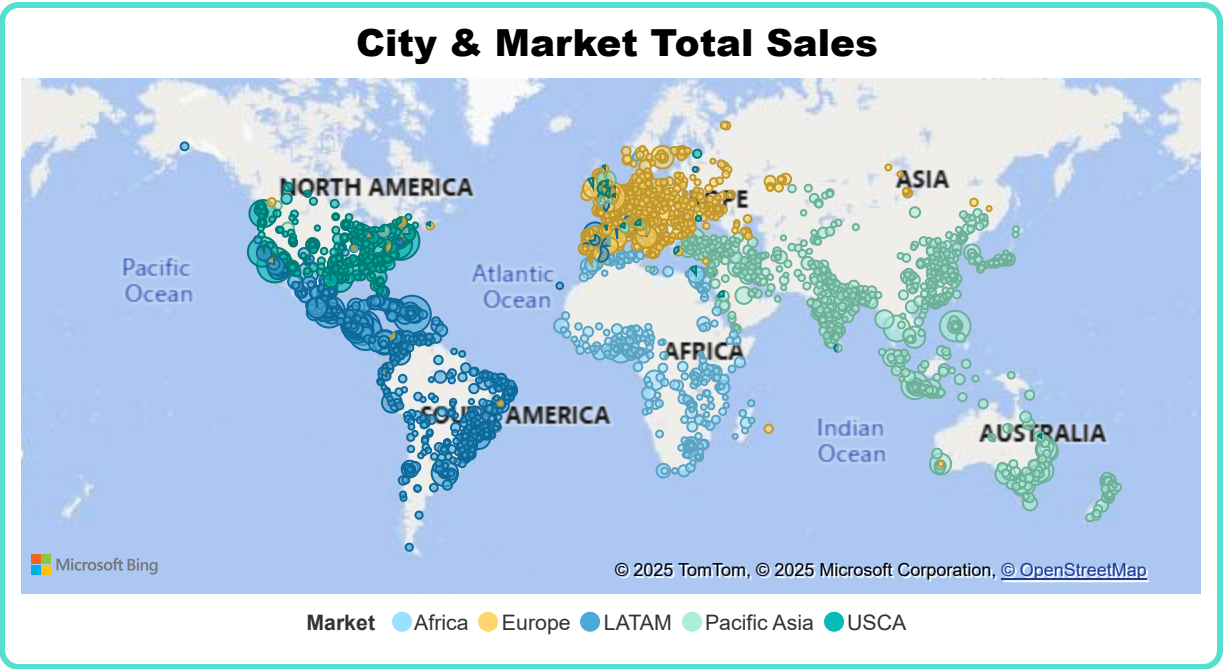 City & Market Total Sales
NORTH AMERICA
ASIA
Pacific
Ocean
Atlantic
Ocean
AFRICA
SOU AMERICA
Indian
Ocean
AUSTRALIA
Microsoft Bing
© 2025 TomTom, © 2025 Microsoft Corporation, © OpenStreetMap
Market Africa Europe LATAM Pacific Asia USCA